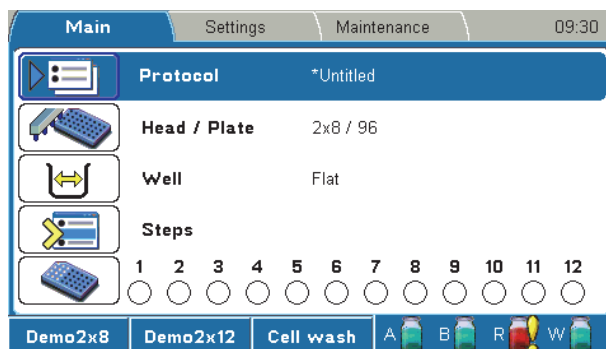 Main Settings Maintenance 09:30
Protocol *Untitled
Head / Plate 2x8 / 96
Well Flat
Steps
1 2 3 4 5 6 7 8 9 10 11 12
Demo2x8 Demo2x12 Cell wash A B R W